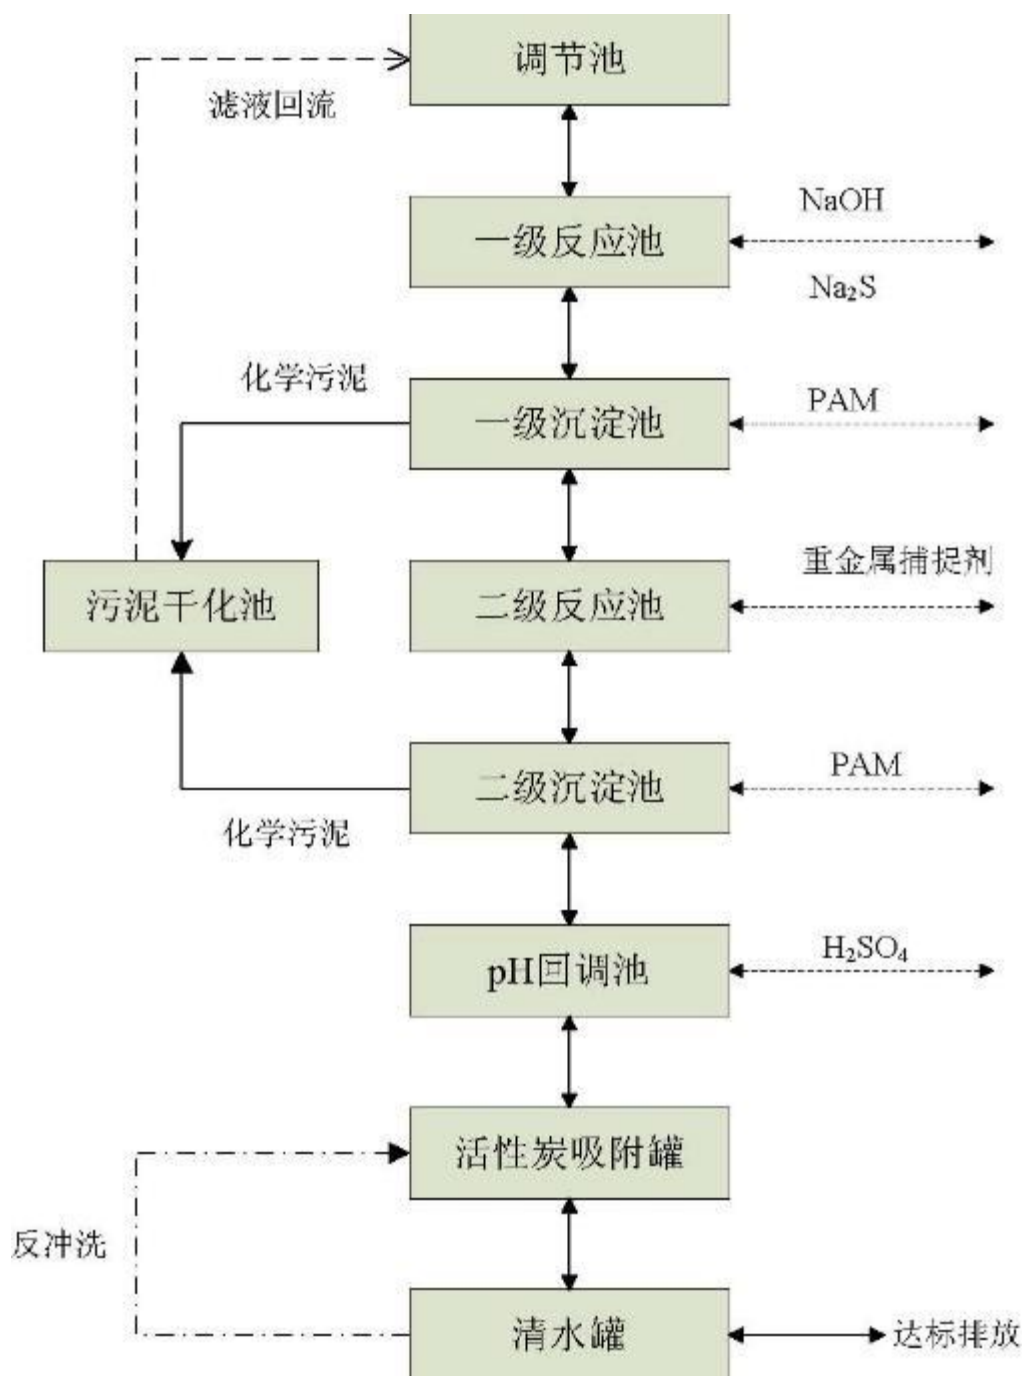 调节池
滤液回流
NaOH
一级反应池
Na₂S
化学污泥
一级沉淀池
PAM
重金属捕捉剂
污泥干化池
二级反应池
二级沉淀池
PAM
化学污泥
H₂SO₄
pH回调池
活性炭吸附罐
反冲洗
清水罐
达标排放